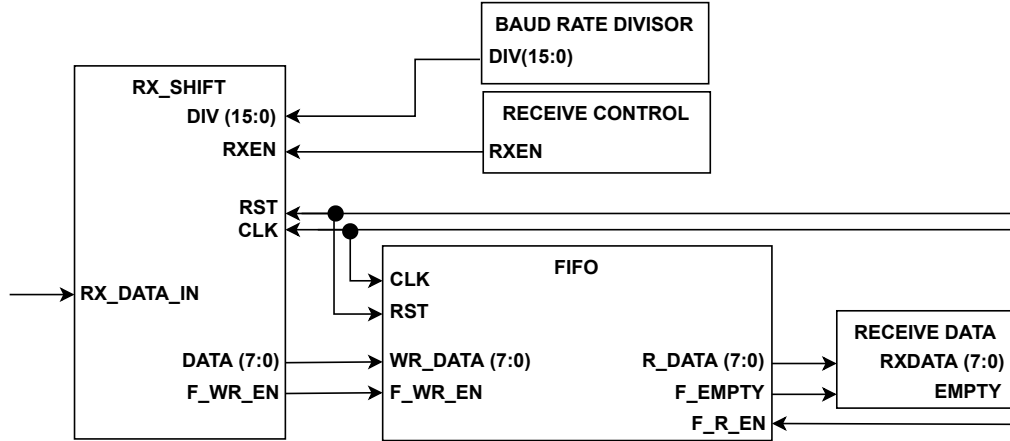 BAUD RATE DIVISOR
DIV(15:0)
RX_SHIFT
DIV (15:0)
RXEN
RECEIVE CONTROL
RXEN
RST
CLK
RX_DATA_IN
DATA (7:0)
F_WR_EN
FIFO
CLK
RST
WR_DATA (7:0)
F_WR_EN
R_DATA (7:0)
F_EMPTY
F_R_EN
RECEIVE DATA
RXDATA (7:0)
EMPTY